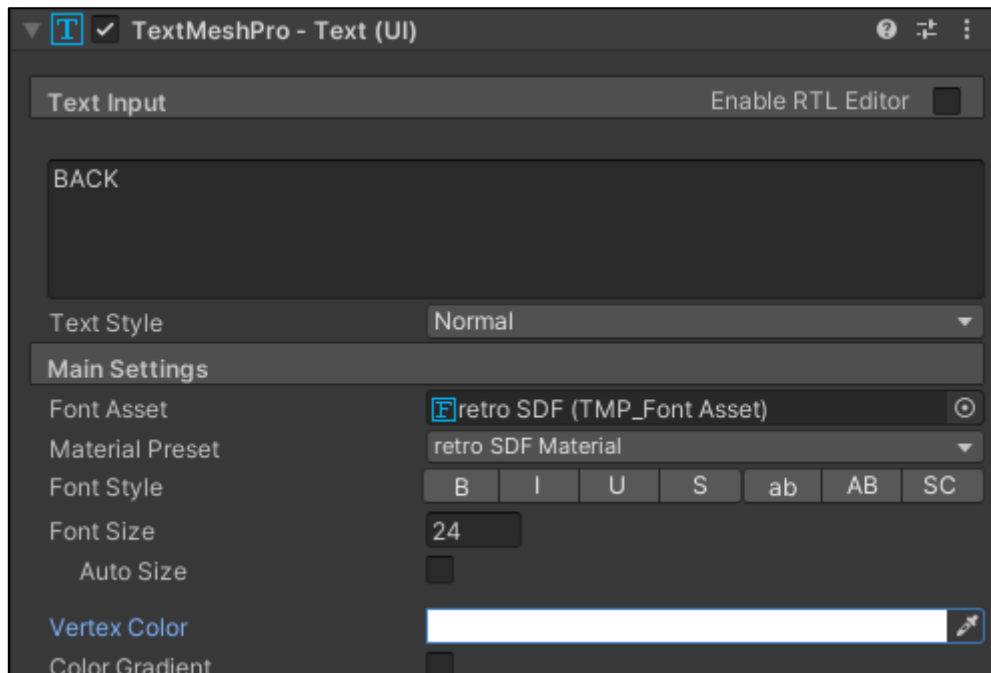 TextMeshPro - Text (UI)
Text Input Enable RTL Editor
BACK
Text Style Normal
Main Settings
Font Asset retro SDF (TMP_Font Asset)
Material Preset retro SDF Material
Font Style B I U S ab AB SC
Font Size 24
Auto Size
Vertex Color
Color Gradient